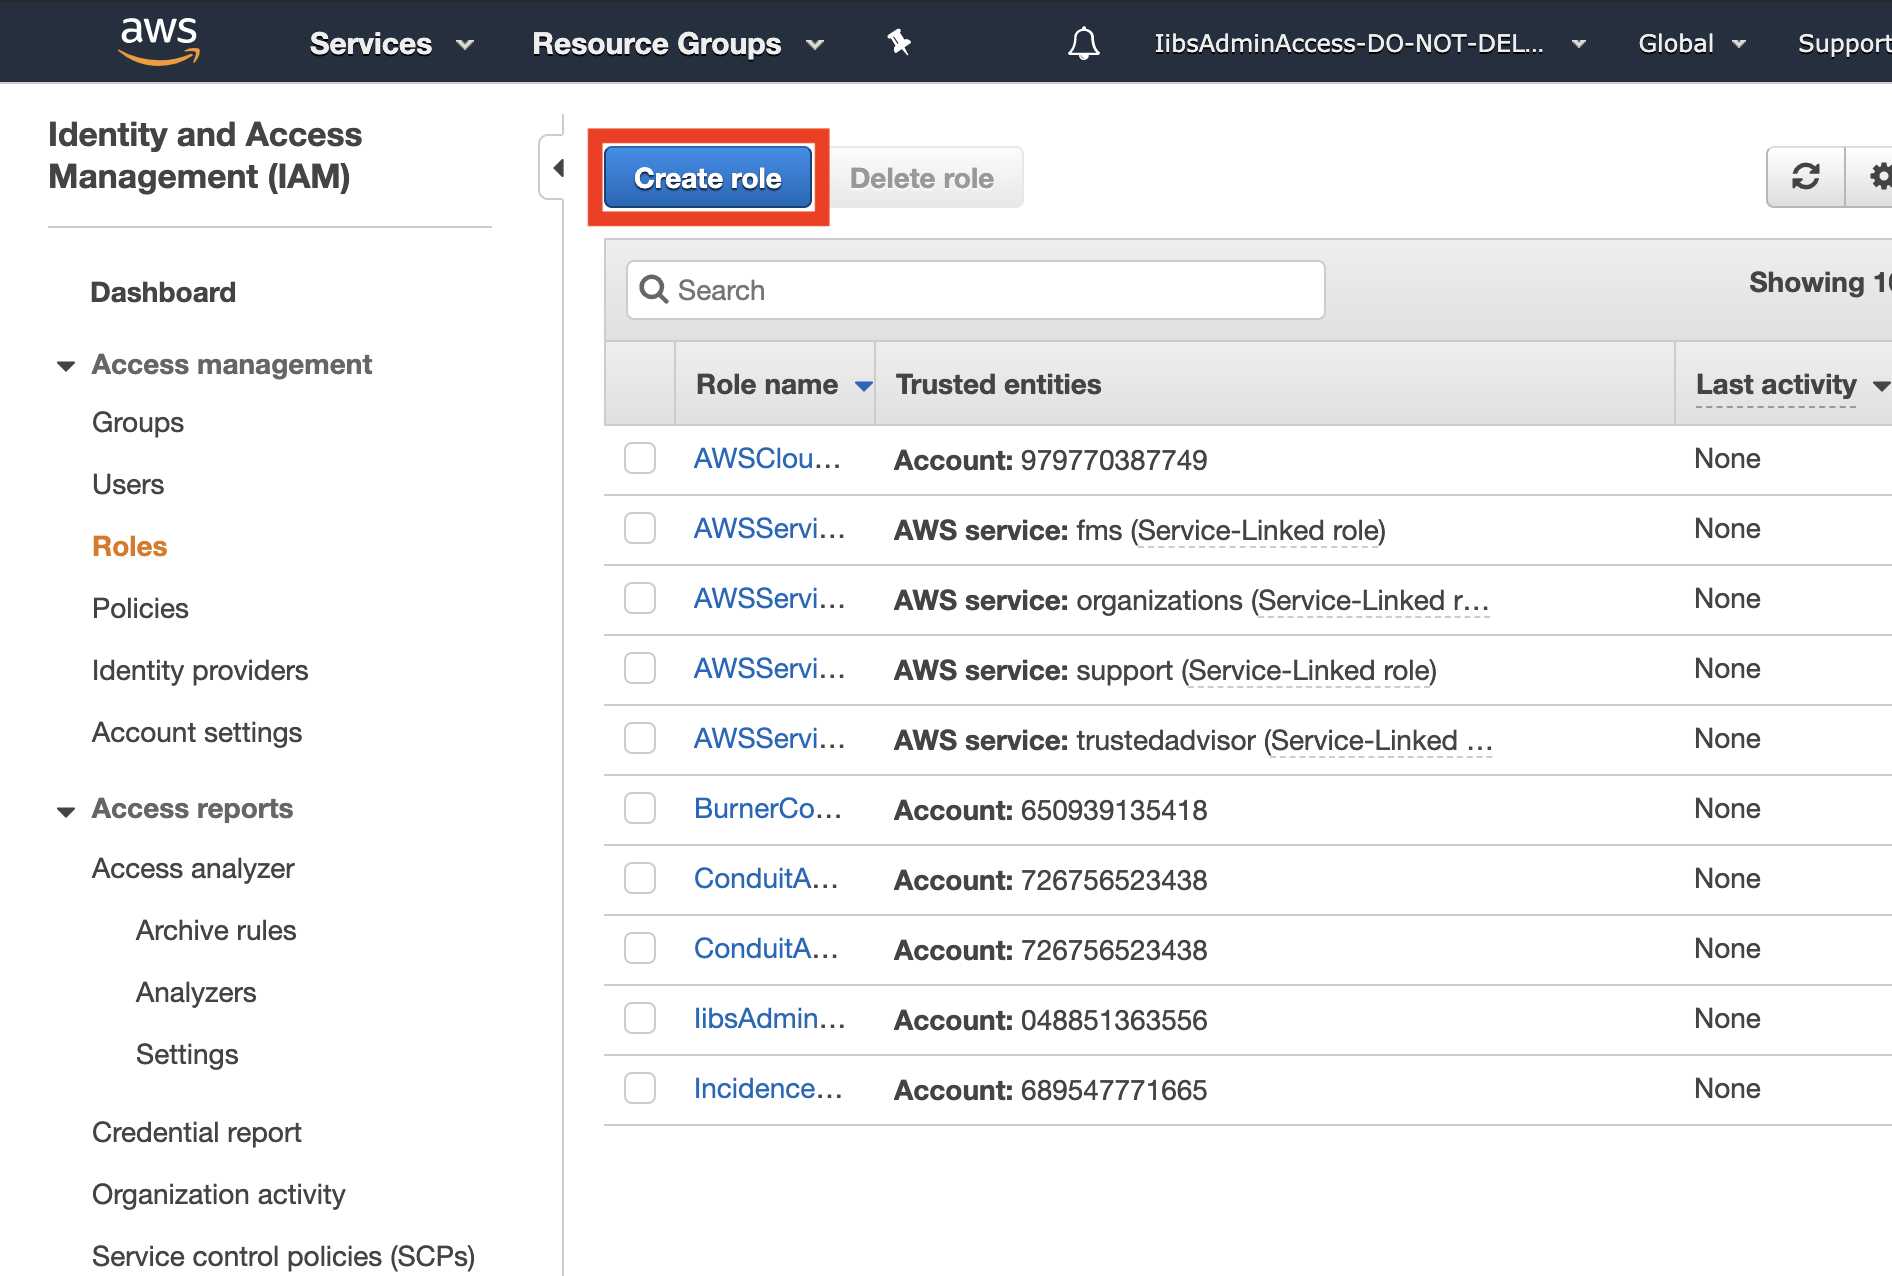 aws
Services
Resource Groups
IibsAdminAccess-DO-NOT-DEL...
Global
Support
Identity and Access
Management (IAM)
Dashboard
Access management
Groups
Users
Roles
Policies
Identity providers
Account settings
Access reports
Access analyzer
Archive rules
Analyzers
Settings
Credential report
Organization activity
Service control policies (SCPs)
Create role
Delete role
Search
Showing 10
Role name Trusted entities Last activity
AWSClou... Account: 979770387749 None
AWSServi... AWS service: fms (Service-Linked role) None
AWSServi... AWS service: organizations (Service-Linked r... None
AWSServi... AWS service: support (Service-Linked role) None
AWSServi... AWS service: trustedadvisor (Service-Linked ... None
BurnerCo... Account: 650939135418 None
ConduitA... Account: 726756523438 None
ConduitA... Account: 726756523438 None
IibsAdmin... Account: 048851363556 None
Incidence... Account: 689547771665 None